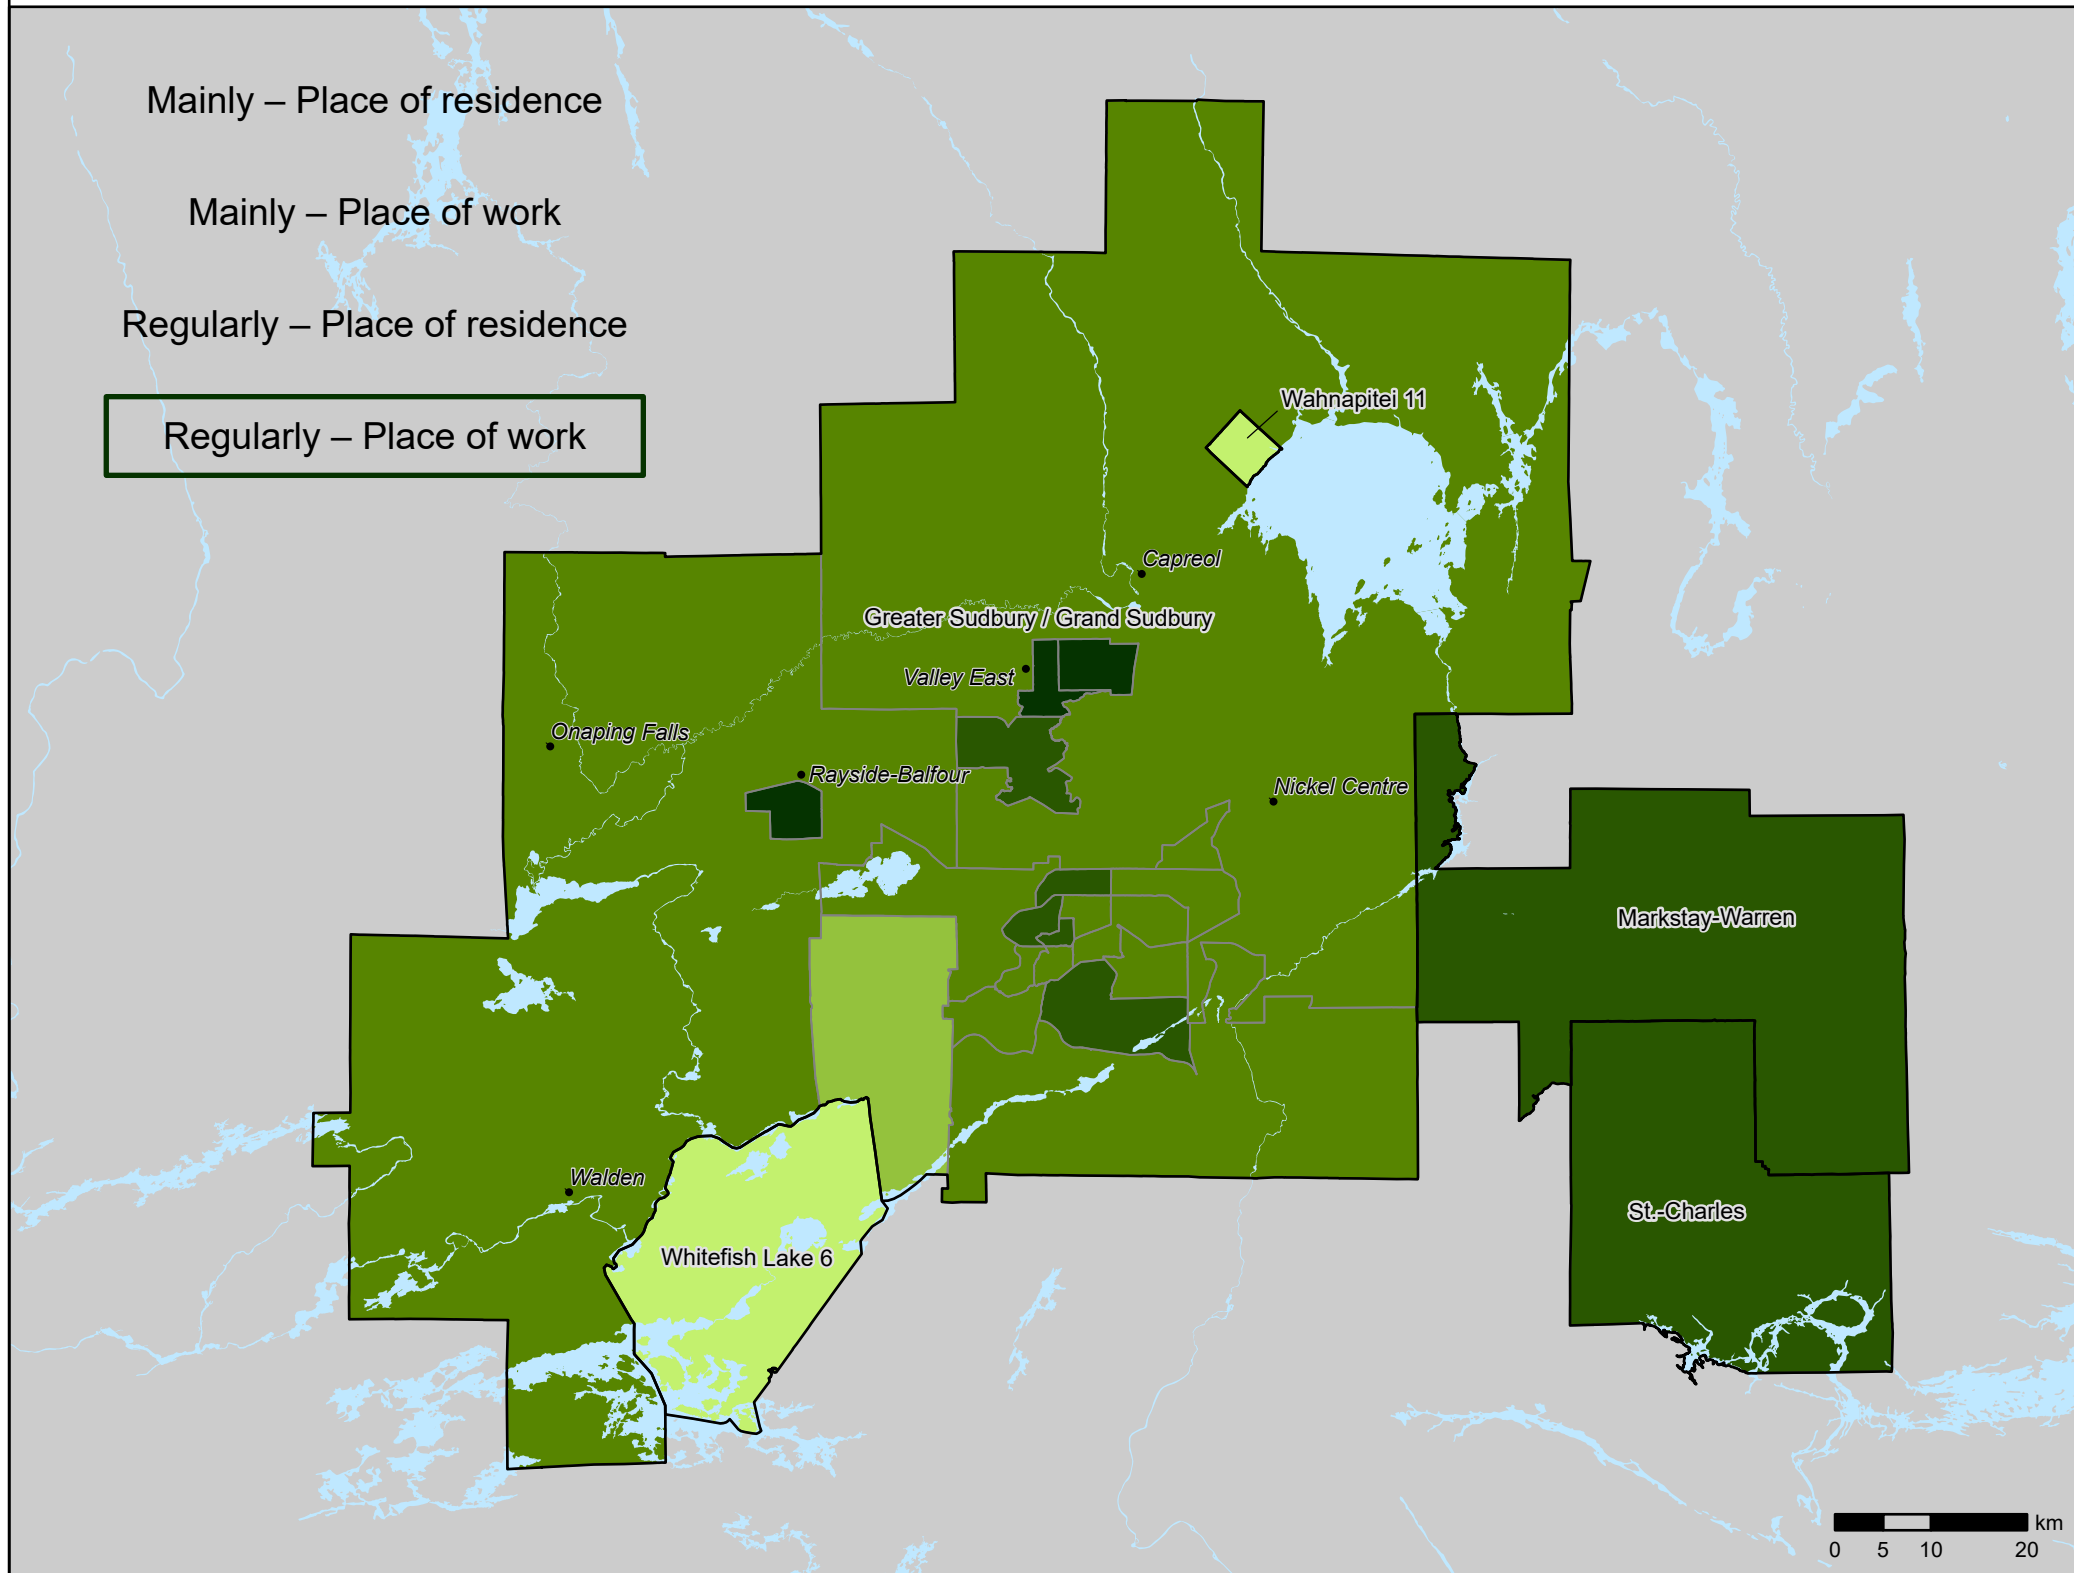 Mainly – Place of residence
Mainly – Place of work
Regularly – Place of residence
Regularly – Place of work
Wahnapitei 11
Capreol
Greater Sudbury / Grand Sudbury
Valley East
Onaping Falls
Rayside-Balfour
Nickel Centre
Markstay-Warren
Walden
St.-Charles
Whitefish Lake 6
km
0 5 10 20